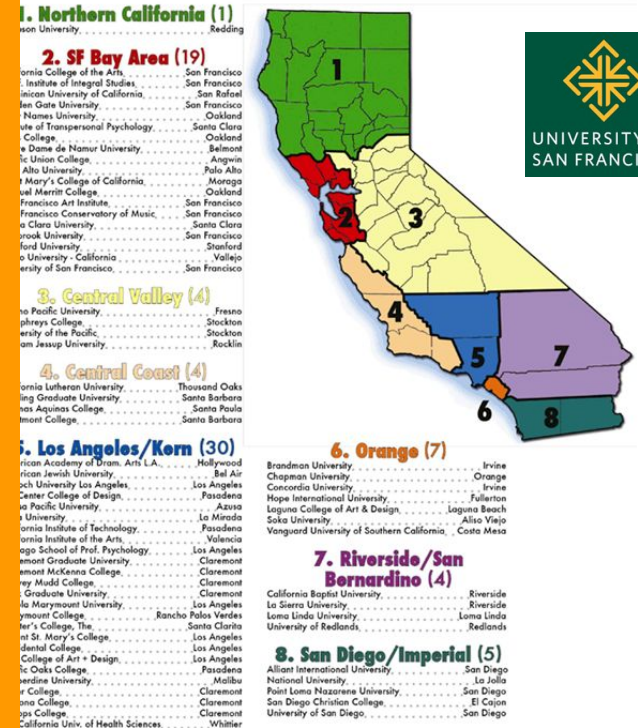 1. Northern California (1)
son University Redding
2. SF Bay Area (19)
fornia College of the Arts San Francisco
. Institute of Integral Studies San Francisco
inican University of California San Rafael
den Gate University San Francisco
Names University Oakland
ute of Transpersonal Psychology Santa Clara
College Oakland
e Dame de Namur University Belmont
fic Union College Angwin
Alto University Palo Alto
t Mary's College of California Moraga
uel Merritt College Oakland
Francisco Art Institute San Francisco
Francisco Conservatory of Music San Francisco
a Clara University Santa Clara
rook University San Francisco
ford University Stanford
o University - California Vallejo
ersity of San Francisco San Francisco
3. Central Valley (4)
no Pacific University Fresno
phreys College Stockton
ersity of the Pacific Stockton
am Jessup University Rocklin
4. Central Coast (4)
ornia Lutheran University Thousand Oaks
ling Graduate University Santa Barbara
mas Aquinas College Santa Paula
tmont College Santa Barbara
5. Los Angeles/Kern (30)
rican Academy of Dram. Arts L.A. Hollywood
rican Jewish University Bel Air
och University Los Angeles Los Angeles
Center College of Design Pasadena
a Pacific University Azusa
University La Mirada
ornia Institute of Technology Pasadena
ornia Institute of the Arts Valencia
ago School of Prof. Psychology Los Angeles
emont Graduate University Claremont
emont McKenna College Claremont
vey Mudd College Claremont
Graduate University Claremont
la Marymount University Los Angeles
ymount College Rancho Palos Verdes
ter's College, The Santa Clarita
nt St. Mary's College Los Angeles
dental College Los Angeles
College of Art + Design Los Angeles
fic Oaks College Pasadena
erdine University Malibu
er College Claremont
ona College Claremont
pps College Claremont
California Univ. of Health Sciences Whittier
1
2
3
4
5
6
7
8
UNIVERSITY
SAN FRANCI
6. Orange (7)
Brandman University Irvine
Chapman University Orange
Concordia University Irvine
Hope International University Fullerton
Laguna College of Art & Design Laguna Beach
Soka University Aliso Viejo
Vanguard University of Southern California Costa Mesa
7. Riverside/San
Bernardino (4)
California Baptist University Riverside
La Sierra University Riverside
Loma Linda University Loma Linda
University of Redlands Redlands
8. San Diego/Imperial (5)
Alliant International University San Diego
National University La Jolla
Point Loma Nazarene University San Diego
San Diego Christian College El Cajon
University of San Diego San Diego